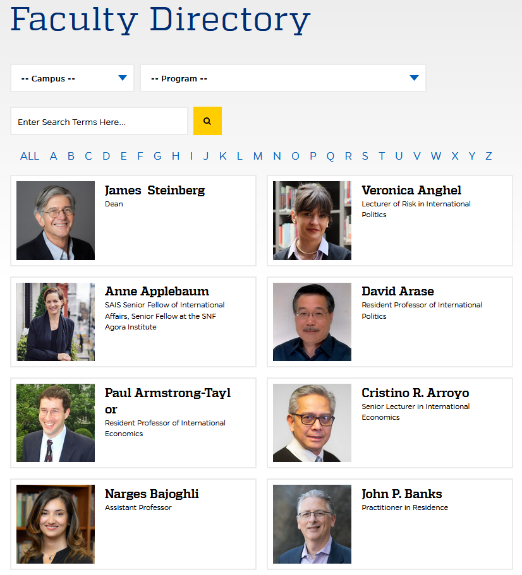 Faculty Directory
-- Campus --
-- Program --
Enter Search Terms Here...
ALL A B C D E F G H I J K L M N O P Q R S T U V W X Y Z
James Steinberg
Dean
Veronica Anghel
Lecturer of Risk in International
Politics
Anne Applebaum
SAIS Senior Fellow of International
Affairs, Senior Fellow at the SNF
Agora Institute
David Arase
Resident Professor of International
Politics
Paul Armstrong-Tayl
or
Resident Professor of International
Economics
Cristino R. Arroyo
Senior Lecturer in International
Economics
Narges Bajoghli
Assistant Professor
John P. Banks
Practitioner in Residence